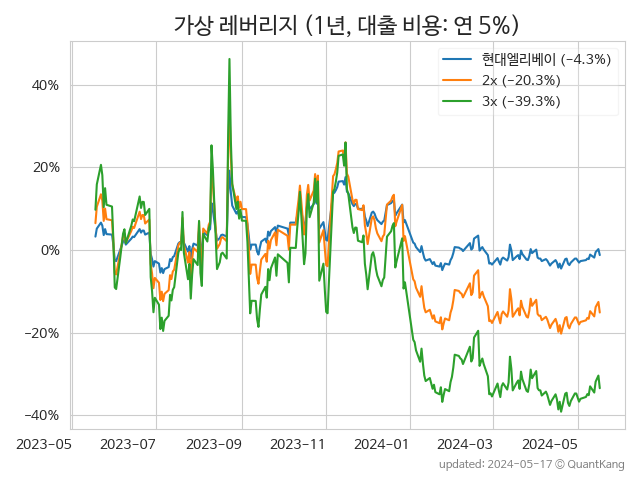 가상 레버리지 (1년, 대출 비용: 연 5%)
현대엘리베이 (−4.3%)
2x (−20.3%)
3x (−39.3%)
40%
20%
0%
−20%
−40%
2023-05 2023-07 2023-09 2023-11 2024-01 2024-03 2024-05
updated: 2024-05-17 © QuantKang